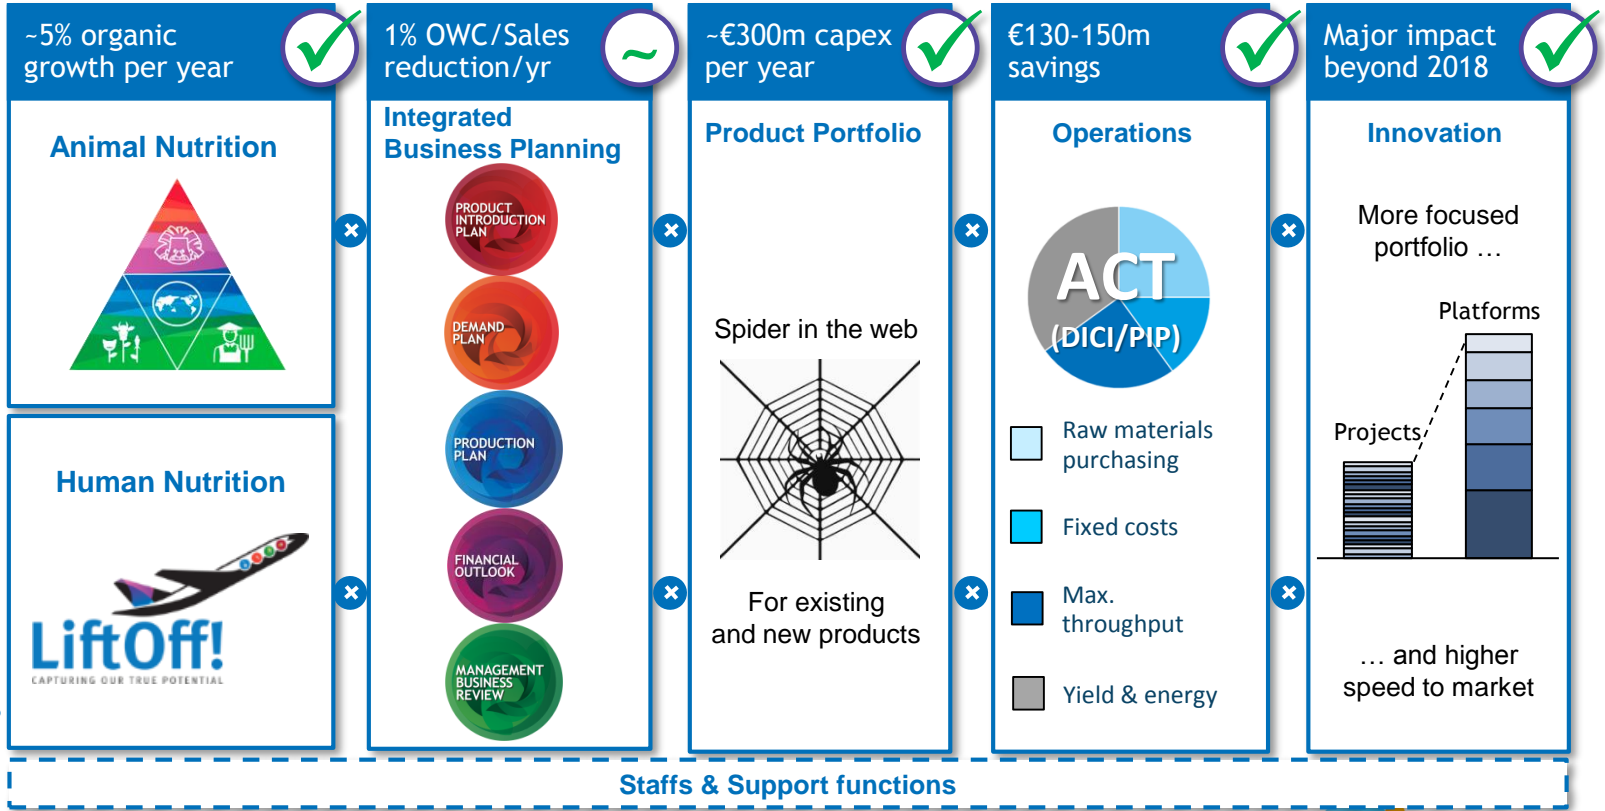 ~5% organic
growth per year
1% OWC/Sales
reduction/yr
~€300m capex
per year
€130-150m
savings
Major impact
beyond 2018
~
Animal Nutrition
Human Nutrition
LiftOff!
CAPTURING OUR TRUE POTENTIAL
Integrated
Business Planning
PRODUCT
INTRODUCTION
PLAN
DEMAND
PLAN
PRODUCTION
PLAN
FINANCIAL
OUTLOOK
MANAGEMENT
BUSINESS
REVIEW
Product Portfolio
Spider in the web
For existing
and new products
Operations
ACT
(DICI/PIP)
Raw materials
purchasing
Fixed costs
Max.
throughput
Yield & energy
Innovation
More focused
portfolio …
Platforms
Projects
… and higher
speed to market
Staffs & Support functions